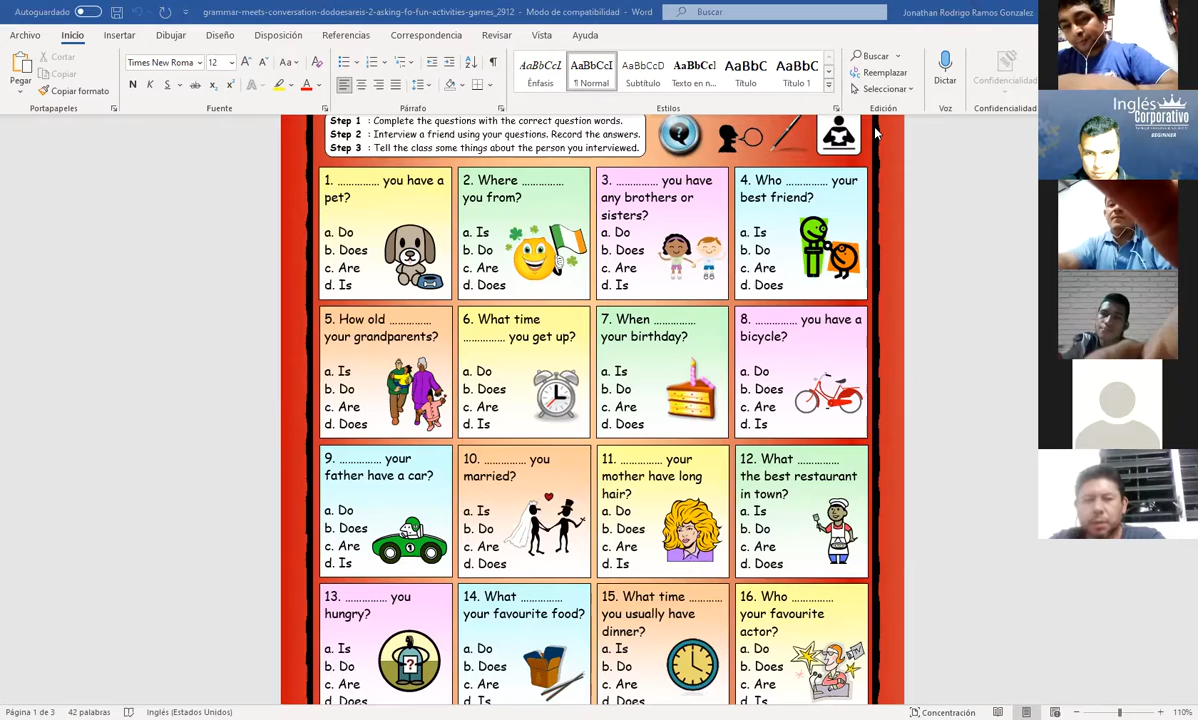 Autoguardado
grammar-meets-conversation-dodoesareis-2-asking-fo-fun-activities-games_2912 - Modo de compatibilidad - Word
Buscar
Jonathan Rodrigo Ramos Gonzalez
Archivo Inicio Insertar Dibujar Diseño Disposición Referencias Correspondencia Revisar Vista Ayuda
Pegar
Cortar
Copiar
Copiar formato
Portapapeles
Times New Roma 12
N K S
Fuente
Párrafo
AaBbCcI AaBbCcI AaBbCcD AaBbCcI AaBbC AaBbC
Énfasis ¶ Normal Subtítulo Texto en n... Título Título 1
Estilos
Buscar
Reemplazar
Seleccionar
Edición
Dictar
Voz
Confidencialidad
Confidencialidad
Step 1 : Complete the questions with the correct question words.
Step 2 : Interview a friend using your questions. Record the answers.
Step 3 : Tell the class some things about the person you interviewed.
1. .............. you have a
pet?
a. Do
b. Does
c. Are
d. Is
2. Where ..............
you from?
a. Is
b. Do
c. Are
d. Does
3. .............. you have
any brothers or
sisters?
a. Do
b. Does
c. Are
d. Is
4. Who .............. your
best friend?
a. Is
b. Do
c. Are
d. Does
5. How old ..............
your grandparents?
a. Is
b. Do
c. Are
d. Does
6. What time
.............. you get up?
a. Do
b. Does
c. Are
d. Is
7. When ..............
your birthday?
a. Is
b. Do
c. Are
d. Does
8. .............. you have a
bicycle?
a. Do
b. Does
c. Are
d. Is
9. .............. your
father have a car?
a. Do
b. Does
c. Are
d. Is
10. .............. you
married?
a. Is
b. Do
c. Are
d. Does
11. .............. your
mother have long
hair?
a. Do
b. Does
c. Are
d. Is
12. What ..............
the best restaurant
in town?
a. Is
b. Do
c. Are
d. Does
13. .............. you
hungry?
a. Is
b. Do
c. Are
d. Does
14. What ..............
your favourite food?
a. Do
b. Does
c. Are
d. Is
15. What time ...........
you usually have
dinner?
a. Is
b. Do
c. Are
d. Does
16. Who ..............
your favourite
actor?
a. Do
b. Does
c. Are
d. Is
Inglés
Corporativo
BEGINNER
Página 1 de 3 42 palabras Inglés (Estados Unidos)
Concentración
110%